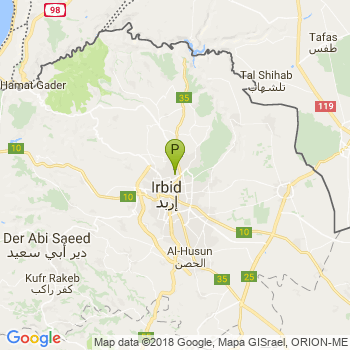 98
Tafas
طفس
Hamat Gader
Tal Shihab
تلشهاب
35
119
10
P
Irbid
إربد
10
Der Abi Saeed
دير أبي سعيد
10
Al-Husun
الحصن
Kufr Rakeb
كفر راكب
35
25
Google
Map data ©2018 Google, Mapa GISrael, ORION-ME